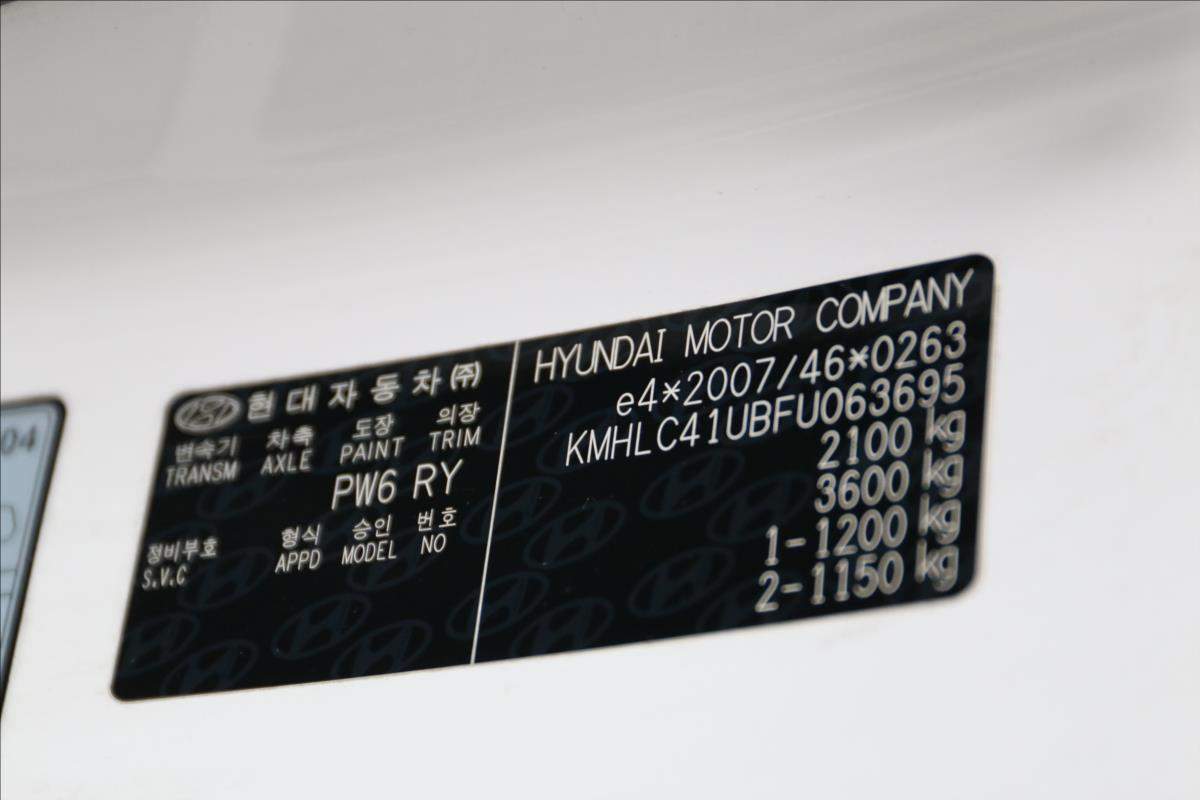 현대자동차㈜
변속기 차축 도장 의장
TRANSM AXLE PAINT TRIM
PW6 RY
정비부호 형식 승인 번호
S.V.C APPD MODEL NO
HYUNDAI MOTOR COMPANY
e4*2007/46*0263
KMHLC41UBFU063695
2100 kg
3600 kg
1-1200 kg
2-1150 kg
04